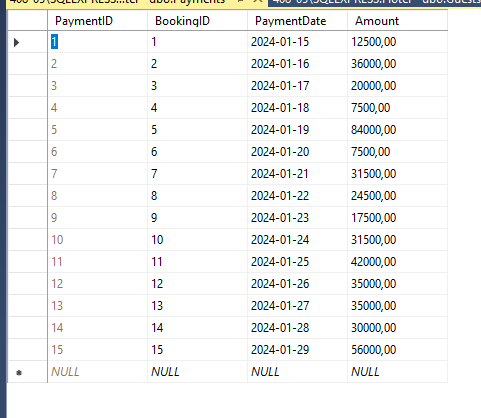 dbo.Payments
PaymentID BookingID PaymentDate Amount
1 1 2024-01-15 12500,00
2 2 2024-01-16 36000,00
3 3 2024-01-17 20000,00
4 4 2024-01-18 7500,00
5 5 2024-01-19 84000,00
6 6 2024-01-20 7500,00
7 7 2024-01-21 31500,00
8 8 2024-01-22 24500,00
9 9 2024-01-23 17500,00
10 10 2024-01-24 31500,00
11 11 2024-01-25 42000,00
12 12 2024-01-26 35000,00
13 13 2024-01-27 35000,00
14 14 2024-01-28 30000,00
15 15 2024-01-29 56000,00
NULL NULL NULL NULL